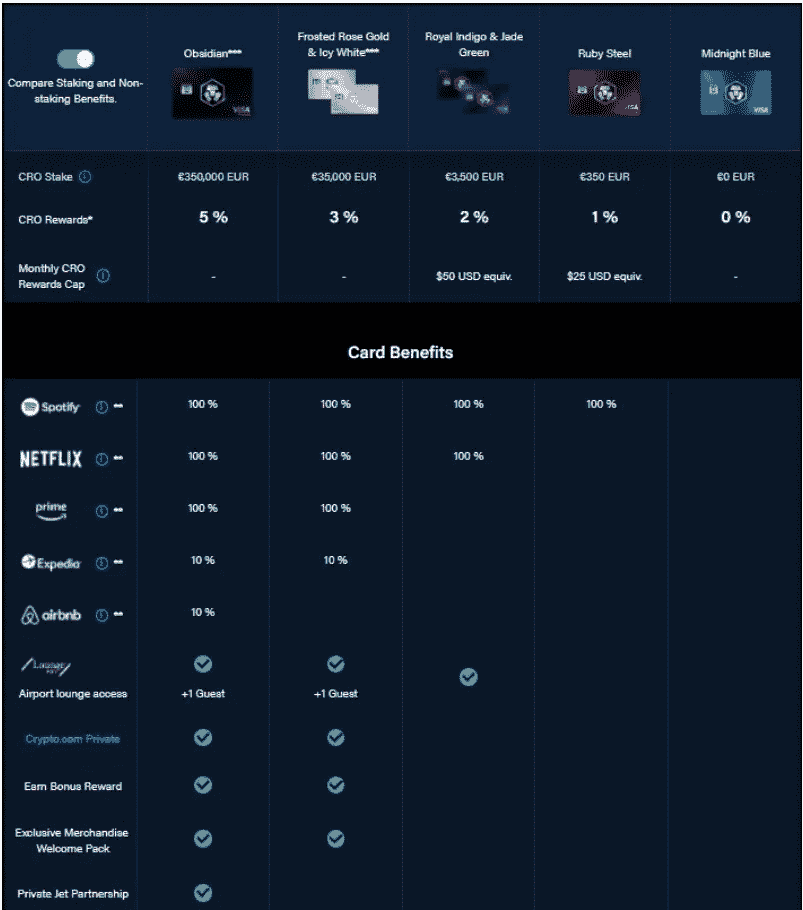 Obsidian***
Frosted Rose Gold
& Icy White***
Royal Indigo & Jade
Green
Ruby Steel
Midnight Blue
Compare Staking and Non-
staking Benefits.
VISA
VISA
VISA
CRO Stake
€350,000 EUR
€35,000 EUR
€3,500 EUR
€350 EUR
€0 EUR
CRO Rewards*
5 %
3 %
2 %
1 %
0 %
Monthly CRO
Rewards Cap
-
-
$50 USD equiv.
$25 USD equiv.
-
Card Benefits
Spotify
**
100 %
100 %
100 %
100 %
NETFLIX
**
100 %
100 %
100 %
prime
**
100 %
100 %
Expedia
**
10 %
10 %
airbnb
**
10 %
Lounge
Airport lounge access
+1 Guest
+1 Guest
Crypto.com Private
Earn Bonus Reward
Exclusive Merchandise
Welcome Pack
Private Jet Partnership